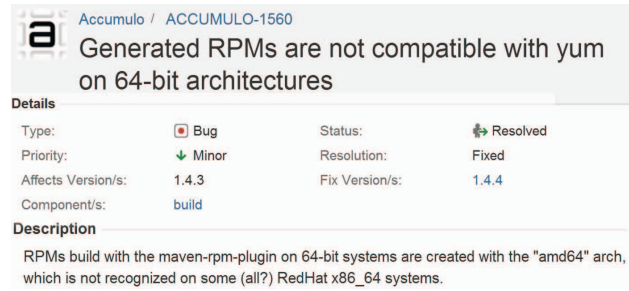 a
Accumulo / ACCUMULO-1560
Generated RPMs are not compatible with yum
on 64-bit architectures
Details
Type: Bug Status: Resolved
Priority: Minor Resolution: Fixed
Affects Version/s: 1.4.3 Fix Version/s: 1.4.4
Component/s: build
Description
RPMs build with the maven-rpm-plugin on 64-bit systems are created with the "amd64" arch,
which is not recognized on some (all?) RedHat x86_64 systems.